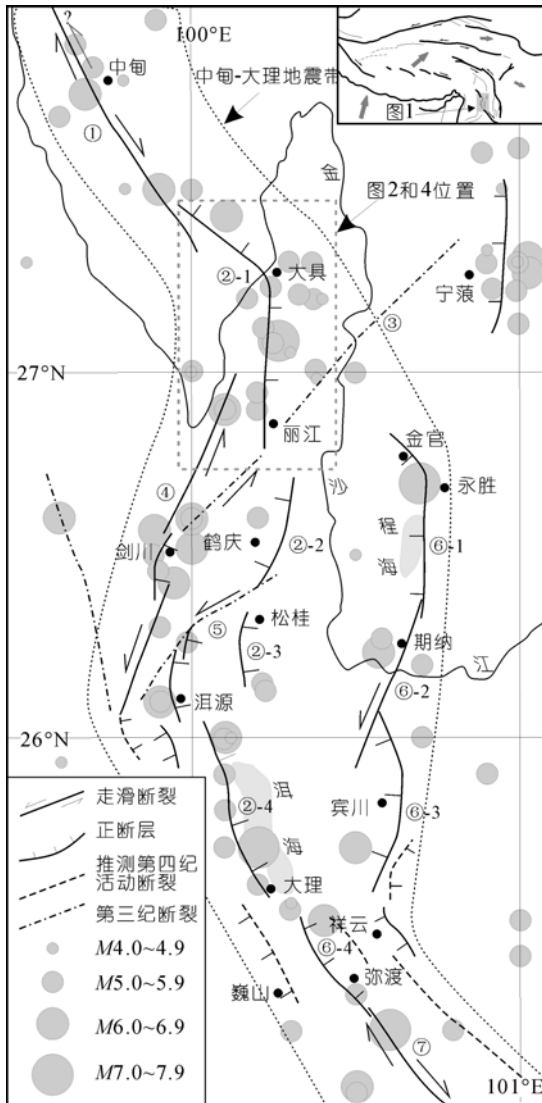 ?
100°E
中甸
中甸-大理地震带
图1
①
金
图2和4位置
②-1
大具
宁蒗
③
27°N
丽江
金官
④
沙
永胜
程
剑川
鹤庆
②-2
海
⑥-1
⑤
松桂
②-3
期纳
江
洱源
⑥-2
26°N
走滑断裂
洱
宾川
②-4
⑥-3
正断层
海
推测第四纪
活动断裂
大理
第三纪断裂
祥云
M4.0~4.9
⑥-4
M5.0~5.9
巍山
弥渡
M6.0~6.9
⑦
M7.0~7.9
101°E